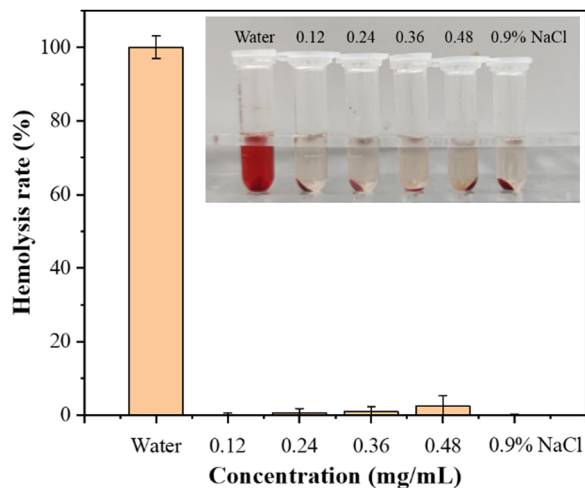 Water 0.12 0.24 0.36 0.48 0.9% NaCl
100
80
60
40
20
0
Hemolysis rate (%)
Water 0.12 0.24 0.36 0.48 0.9% NaCl
Concentration (mg/mL)